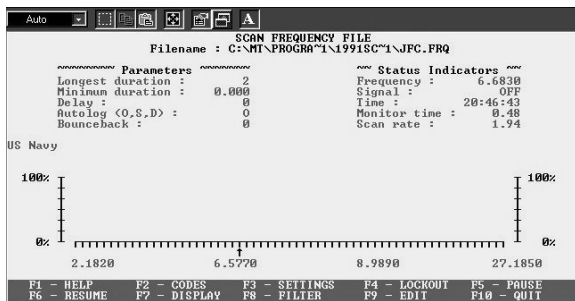 Auto
A
SCAN FREQUENCY FILE
Filename : C:\MT\PROGRA~1\1991SC~1\JFC.FRQ
~~~~~~~~~ Parameters ~~~~~~~~~ ~~ Status Indicators ~~
Longest duration : 2 Frequency : 6.6830
Minimum duration : 0.000 Signal : OFF
Delay : 0 Time : 20:46:43
Autolog (O,S,D) : O Monitor time : 0.48
Bounceback : 0 Scan rate : 1.94
US Navy
100% 100%
0% 0%
2.1820 6.5770 8.9890 27.1850
F1 - HELP F2 - CODES F3 - SETTINGS F4 - LOCKOUT F5 - PAUSE
F6 - RESUME F7 - DISPLAY F8 - FILTER F9 - EDIT F10 - QUIT